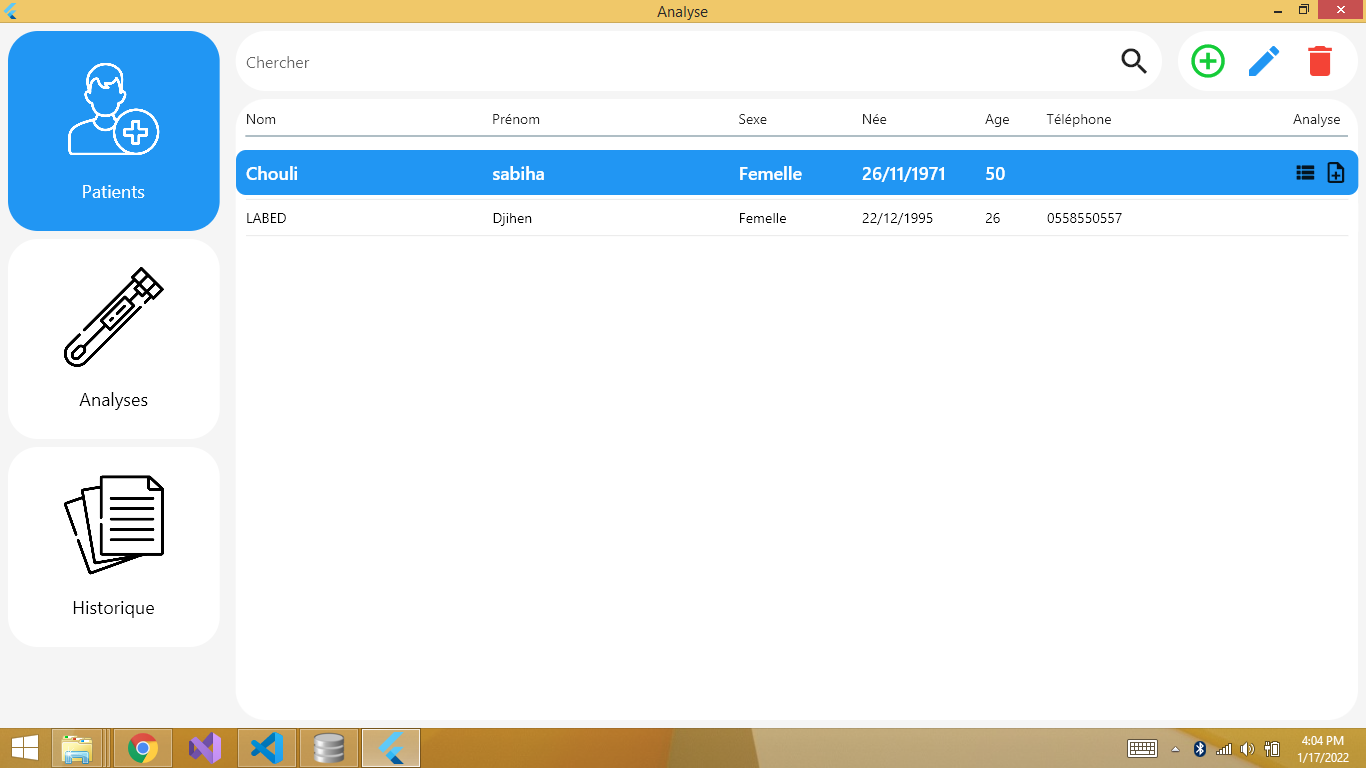 Analyse
Patients
Analyses
Historique
Chercher
Nom Prénom Sexe Née Age Téléphone Analyse
Chouli sabiha Femelle 26/11/1971 50
LABED Djihen Femelle 22/12/1995 26 0558550557
4:04 PM
1/17/2022